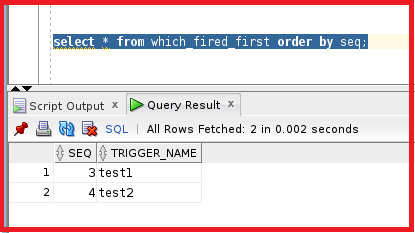 select * from which_fired_first order by seq;
Script Output x Query Result x
SQL | All Rows Fetched: 2 in 0.002 seconds
SEQ TRIGGER_NAME
1 3 test1
2 4 test2